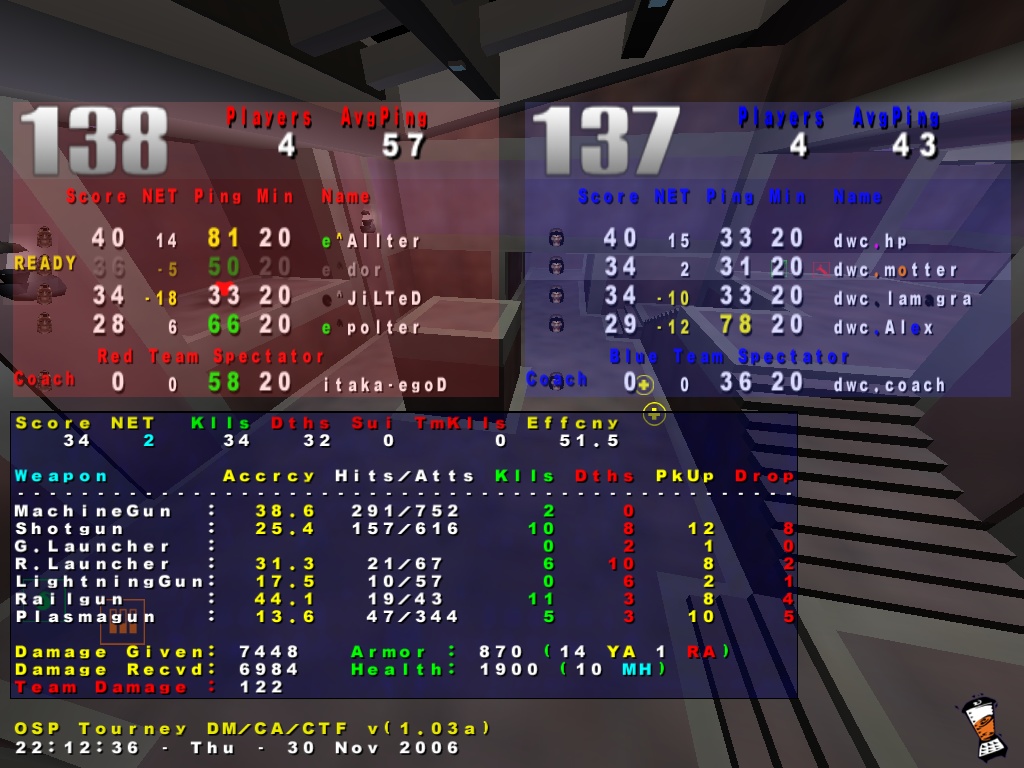 138 Players AvgPing
4 57
Score NET Ping Min Name
40 14 81 20 e^Allter
READY 36 -5 50 20 e dor
34 -18 33 20 ^JiLTeD
28 6 66 20 e polter
Red Team Spectator
Coach 0 0 58 20 itaka-egoD
137 Players AvgPing
4 43
Score NET Ping Min Name
40 15 33 20 dwc.hp
34 2 31 20 dwc.motter
34 -10 33 20 dwc lam gra
29 -12 78 20 dwc.Alex
Blue Team Spectator
Coach 0 0 36 20 dwc.coach
Score NET Klls Dths Sui TmKlls Effcny
34 2 34 32 0 0 51.5
Weapon Accrcy Hits/Atts Klls Dths PkUp Drop
MachineGun : 38.6 291/752 2 0
Shotgun : 25.4 157/616 10 8 12 8
G.Launcher : 0 2 1 0
R.Launcher : 31.3 21/67 6 10 8 2
LightningGun: 17.5 10/57 0 6 2 1
Railgun : 44.1 19/43 11 3 8 4
Plasmagun : 13.6 47/344 5 3 10 5
Damage Given: 7448 Armor : 870 (14 YA 1 RA)
Damage Recvd: 6984 Health: 1900 (10 MH)
Team Damage : 122
OSP Tourney DM/CA/CTF v(1.03a)
22:12:36 - Thu - 30 Nov 2006